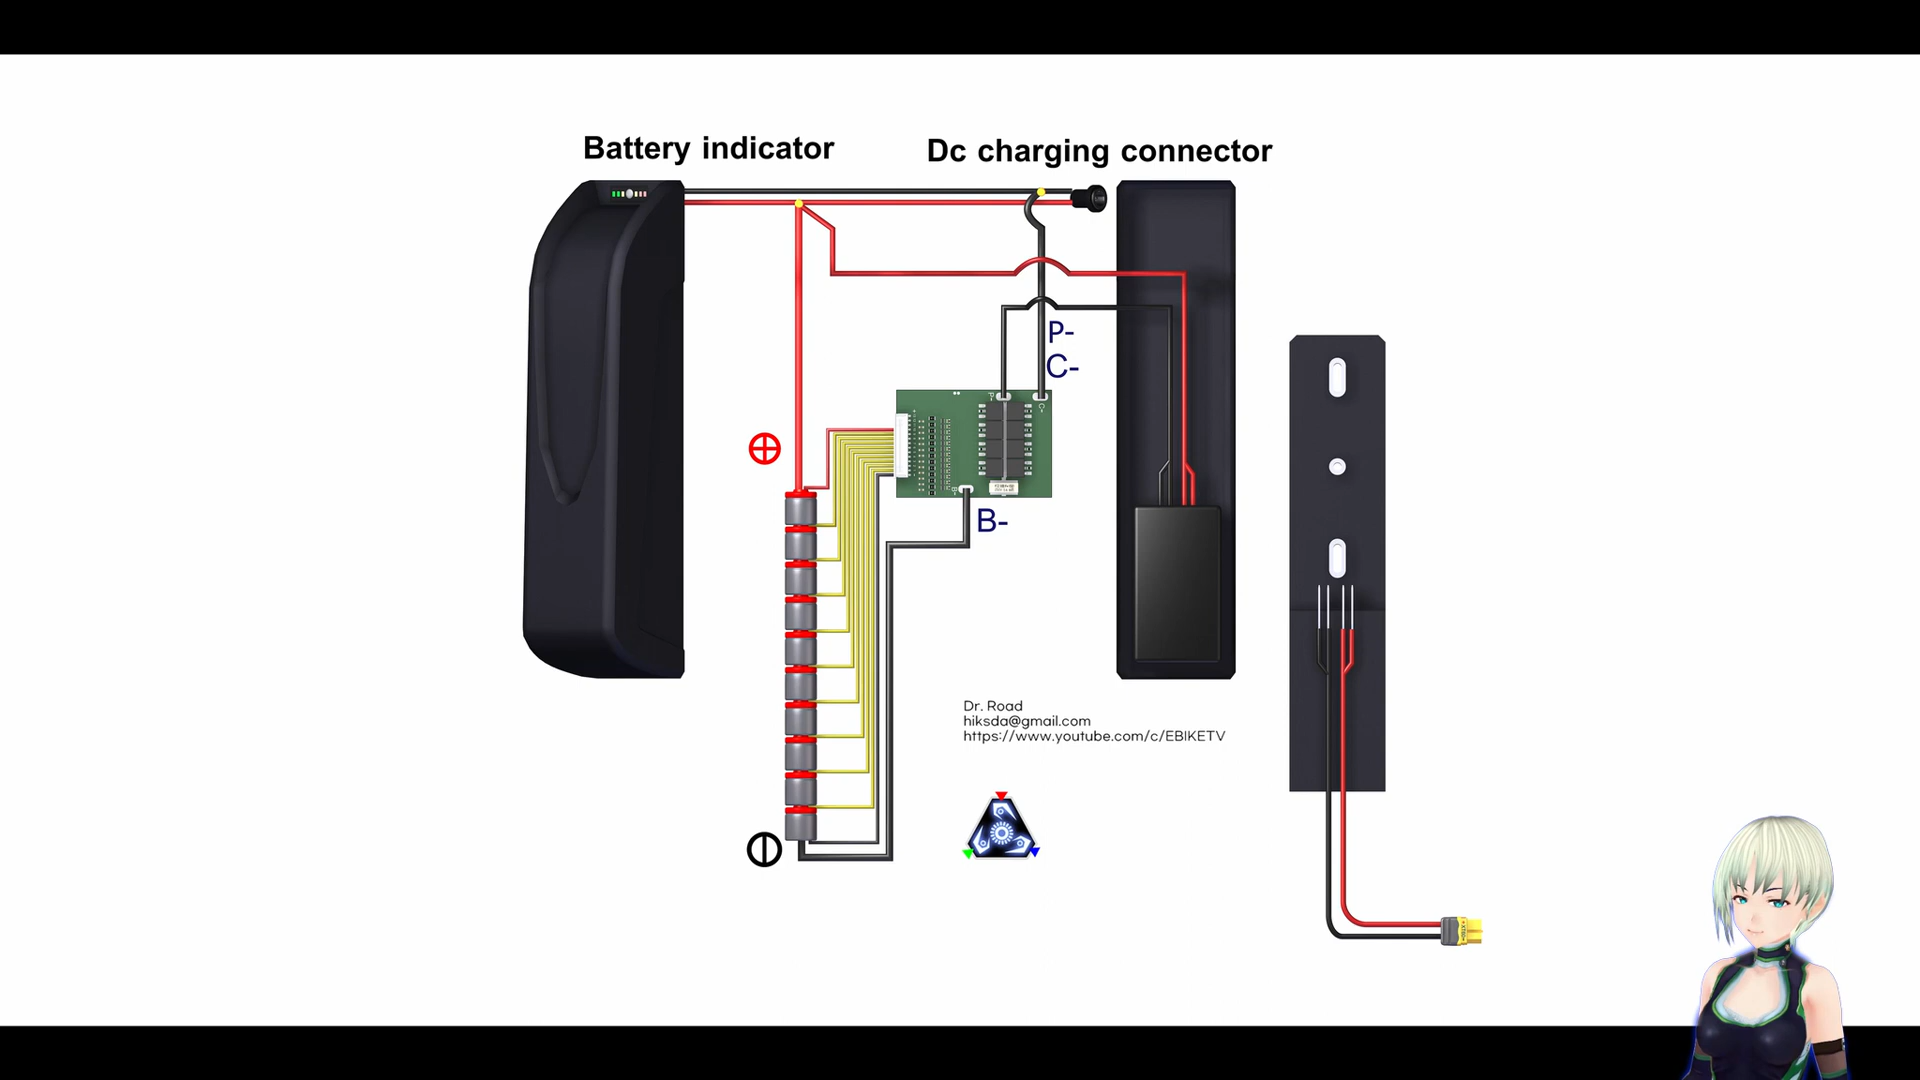 Battery indicator
Dc charging connector
P-
C-
P-
C-
B-
Dr. Road
hiksda@gmail.com
https://www.youtube.com/c/EBIKETV